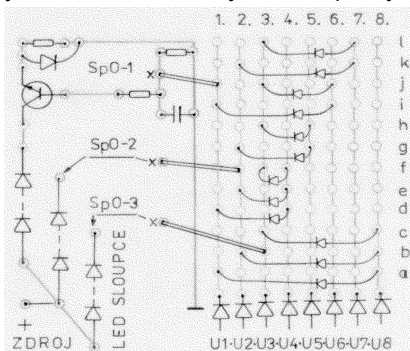 1. 2. 3. 4. 5. 6. 7. 8.
l
k
j
i
h
g
f
e
d
c
b
a
SpO-1
SpO-2
SpO-3
LED SLOUPCE
+
ZDROJ
U1·U2·U3·U4·U5·U6·U7·U8